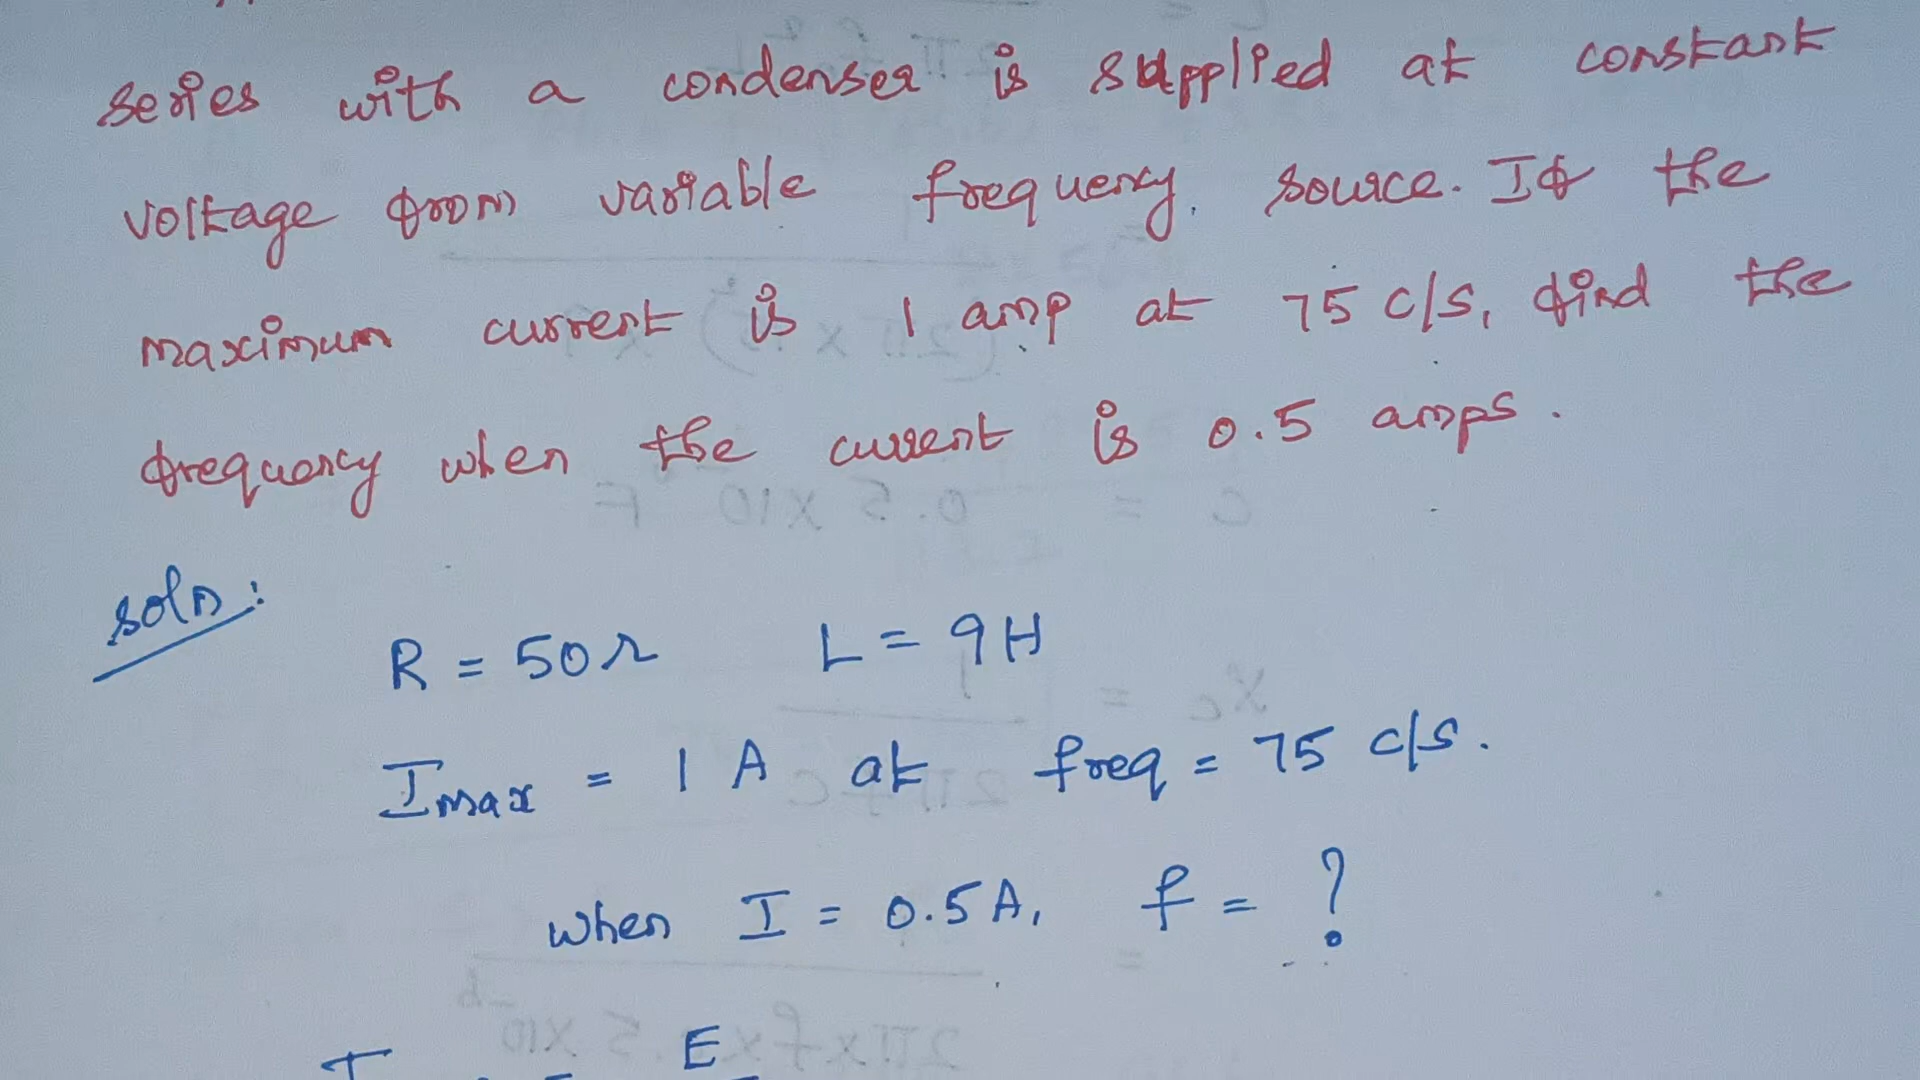 series with a condenser is supplied at constant
voltage from variable frequency. source. If the
maximum current is 1 amp at 75 c/s, find the
frequency when the current is 0.5 amps.
soln:
R = 50Ω L = 9H
Imax = 1 A at freq = 75 c/s.
when I = 0.5A, f = ?
E